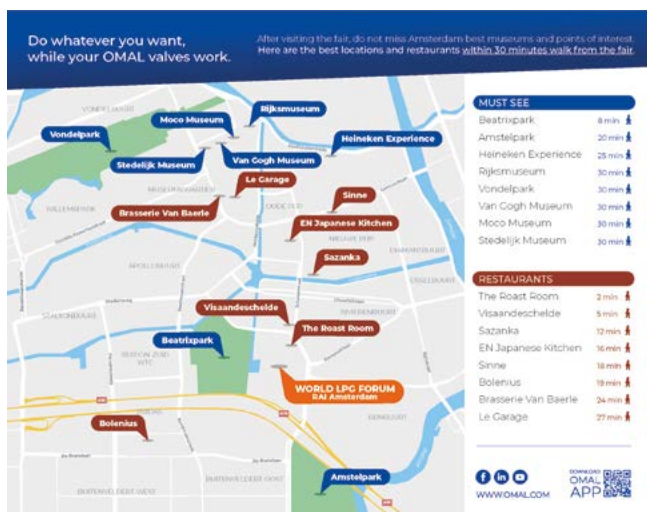 Do whatever you want,
while your OMAL valves work.
After visiting the fair, do not miss Amsterdam best museums and points of interest.
Here are the best locations and restaurants within 30 minutes walk from the fair.
Rijksmuseum
Moco Museum
Vondelpark
Heineken Experience
Stedelijk Museum
Van Gogh Museum
Le Garage
Sinne
Brasserie Van Baerle
EN Japanese Kitchen
Sazanka
Visaandeschelde
The Roast Room
Beatrixpark
WORLD LPG FORUM
RAI Amsterdam
Bolenius
Amstelpark
MUST SEE
Beatrixpark 8 min
Amstelpark 20 min
Heineken Experience 25 min
Rijksmuseum 30 min
Vondelpark 30 min
Van Gogh Museum 30 min
Moco Museum 30 min
Stedelijk Museum 30 min
RESTAURANTS
The Roast Room 2 min
Visaandeschelde 5 min
Sazanka 12 min
EN Japanese Kitchen 16 min
Sinne 18 min
Bolenius 19 min
Brasserie Van Baerle 24 min
Le Garage 27 min
WWW.OMAL.COM
DOWNLOAD
OMAL
APP